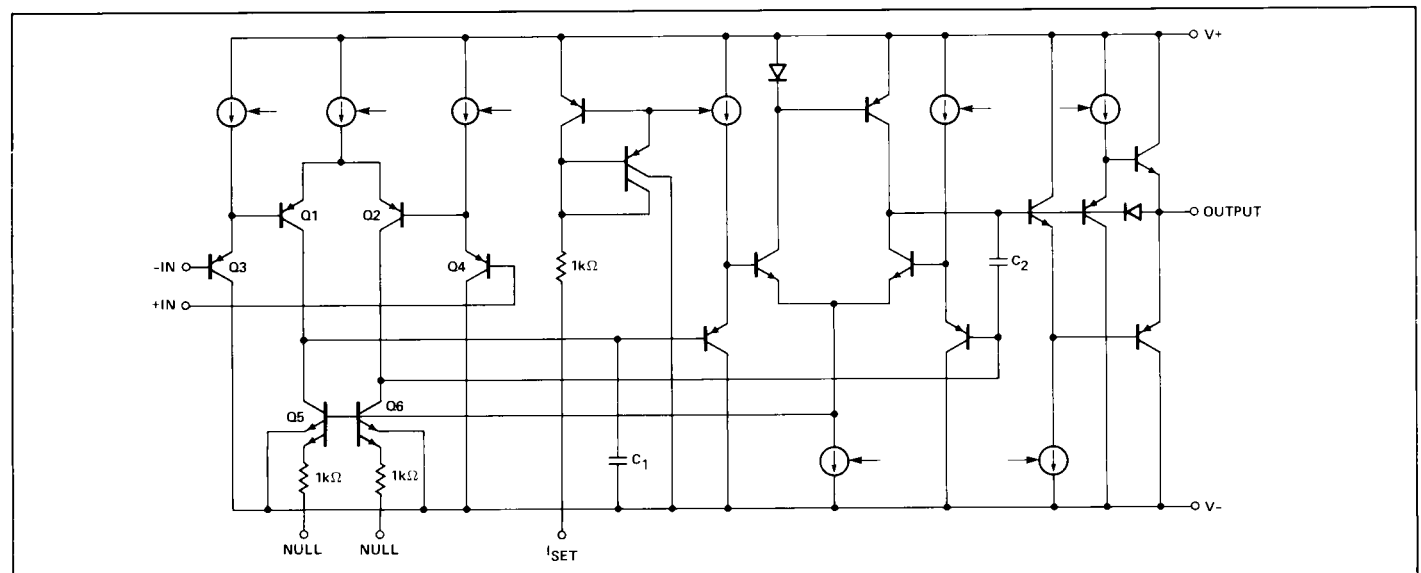 V+
Q1
Q2
OUTPUT
-IN
Q3
Q4
1kΩ
C2
+IN
Q5
Q6
1kΩ
1kΩ
C1
V-
NULL
NULL
ISET